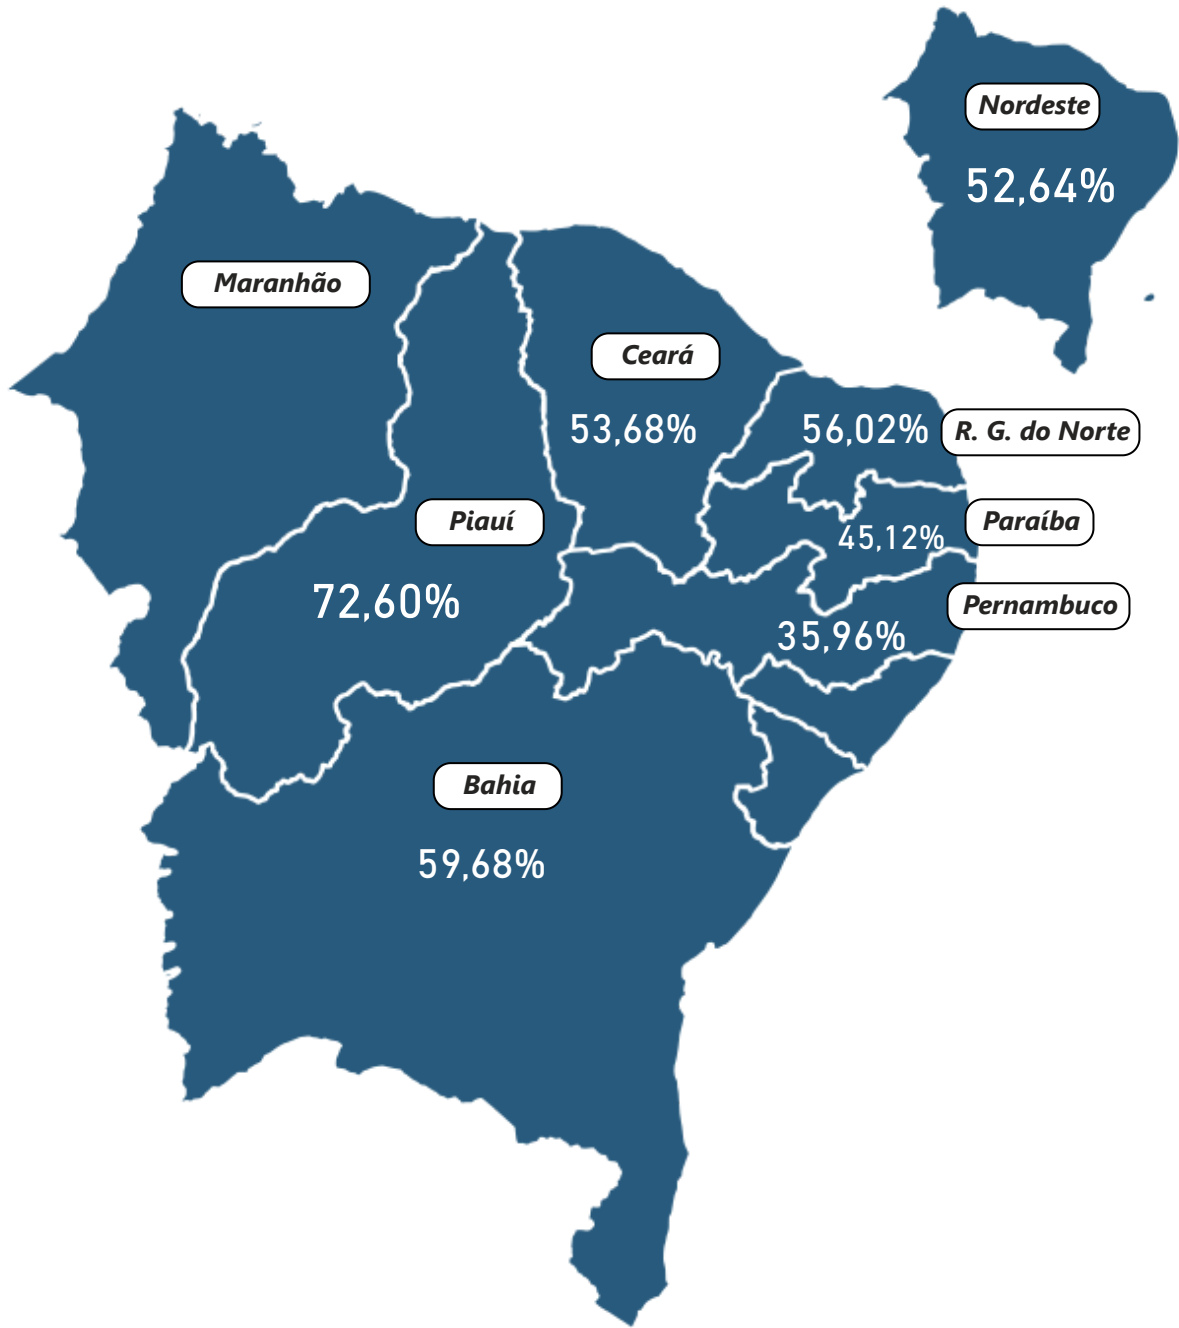 Nordeste
52,64%
Maranhão
Ceará
53,68%
56,02%
R. G. do Norte
Piauí
72,60%
Paraíba
45,12%
Pernambuco
35,96%
Bahia
59,68%